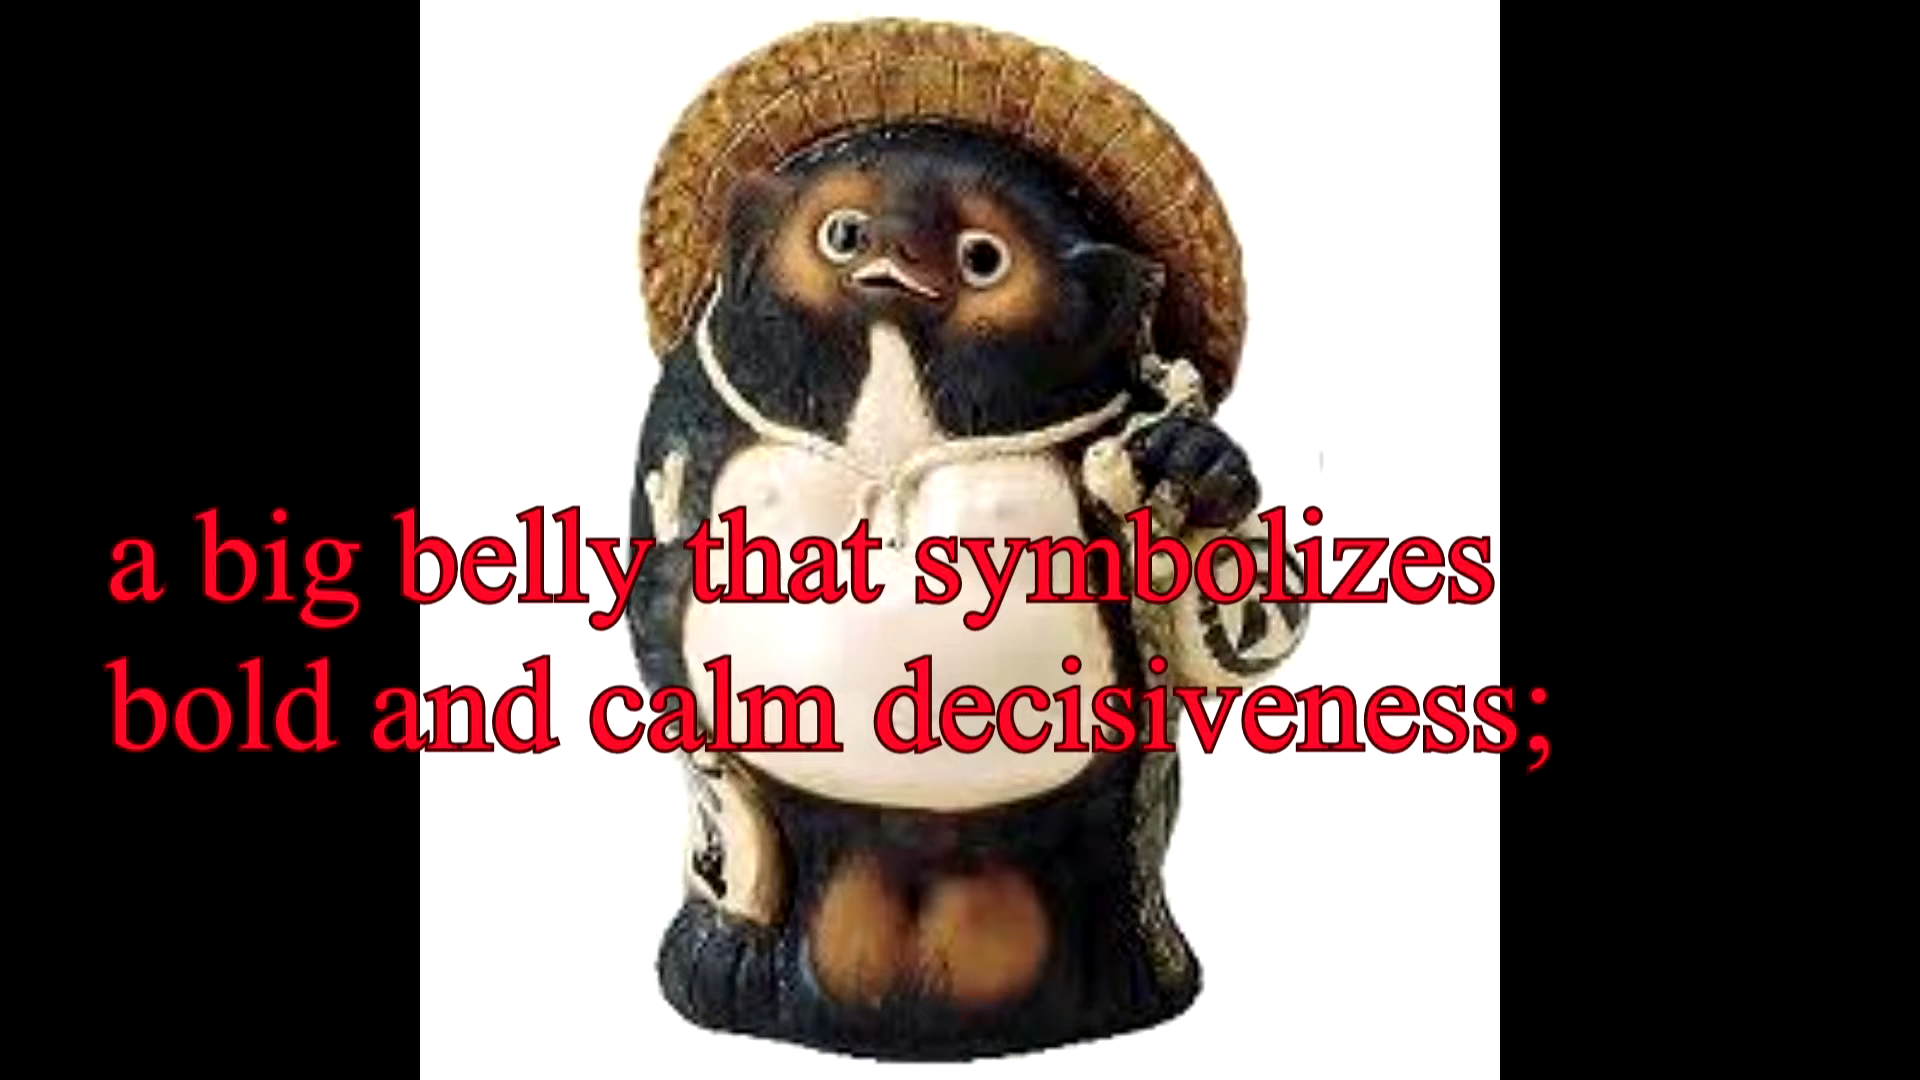 a big belly that symbolizes
bold and calm decisiveness;